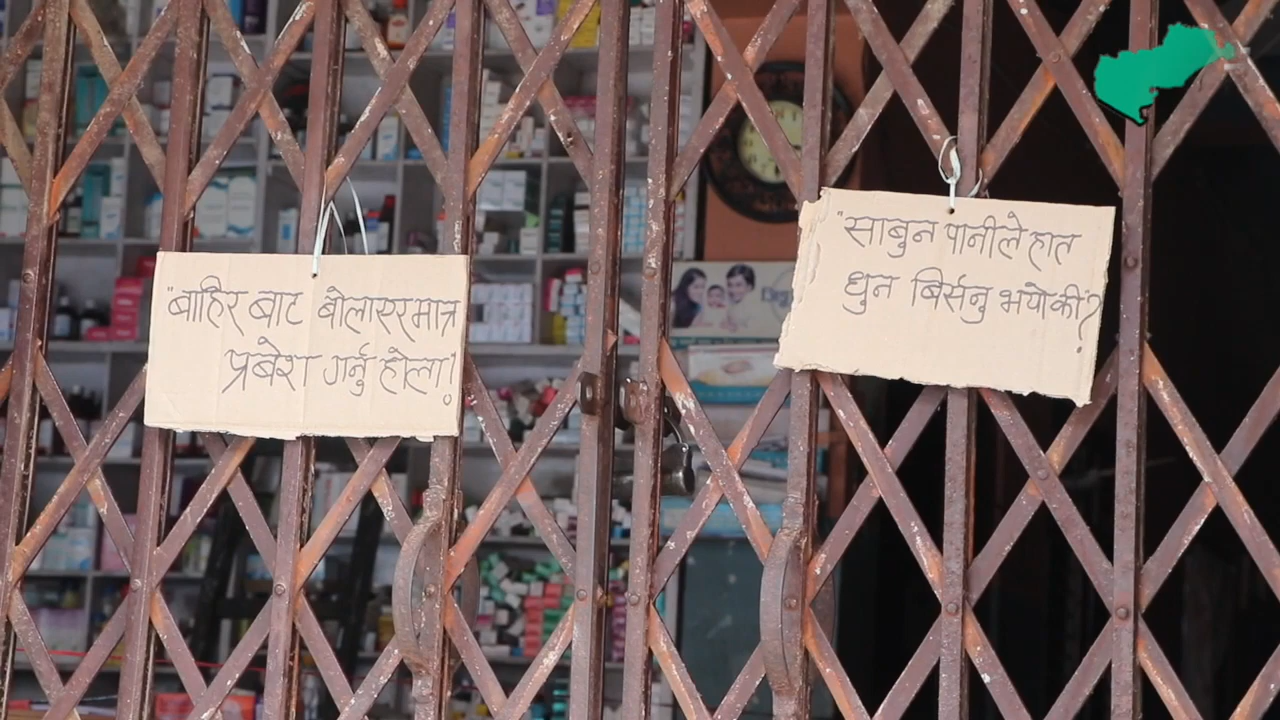 "बाहिर बाट बोलाएरमात्र
प्रबेश गर्नु होला!
"साबुन पानीले हात
धुन बिर्सनु भयोकी"?